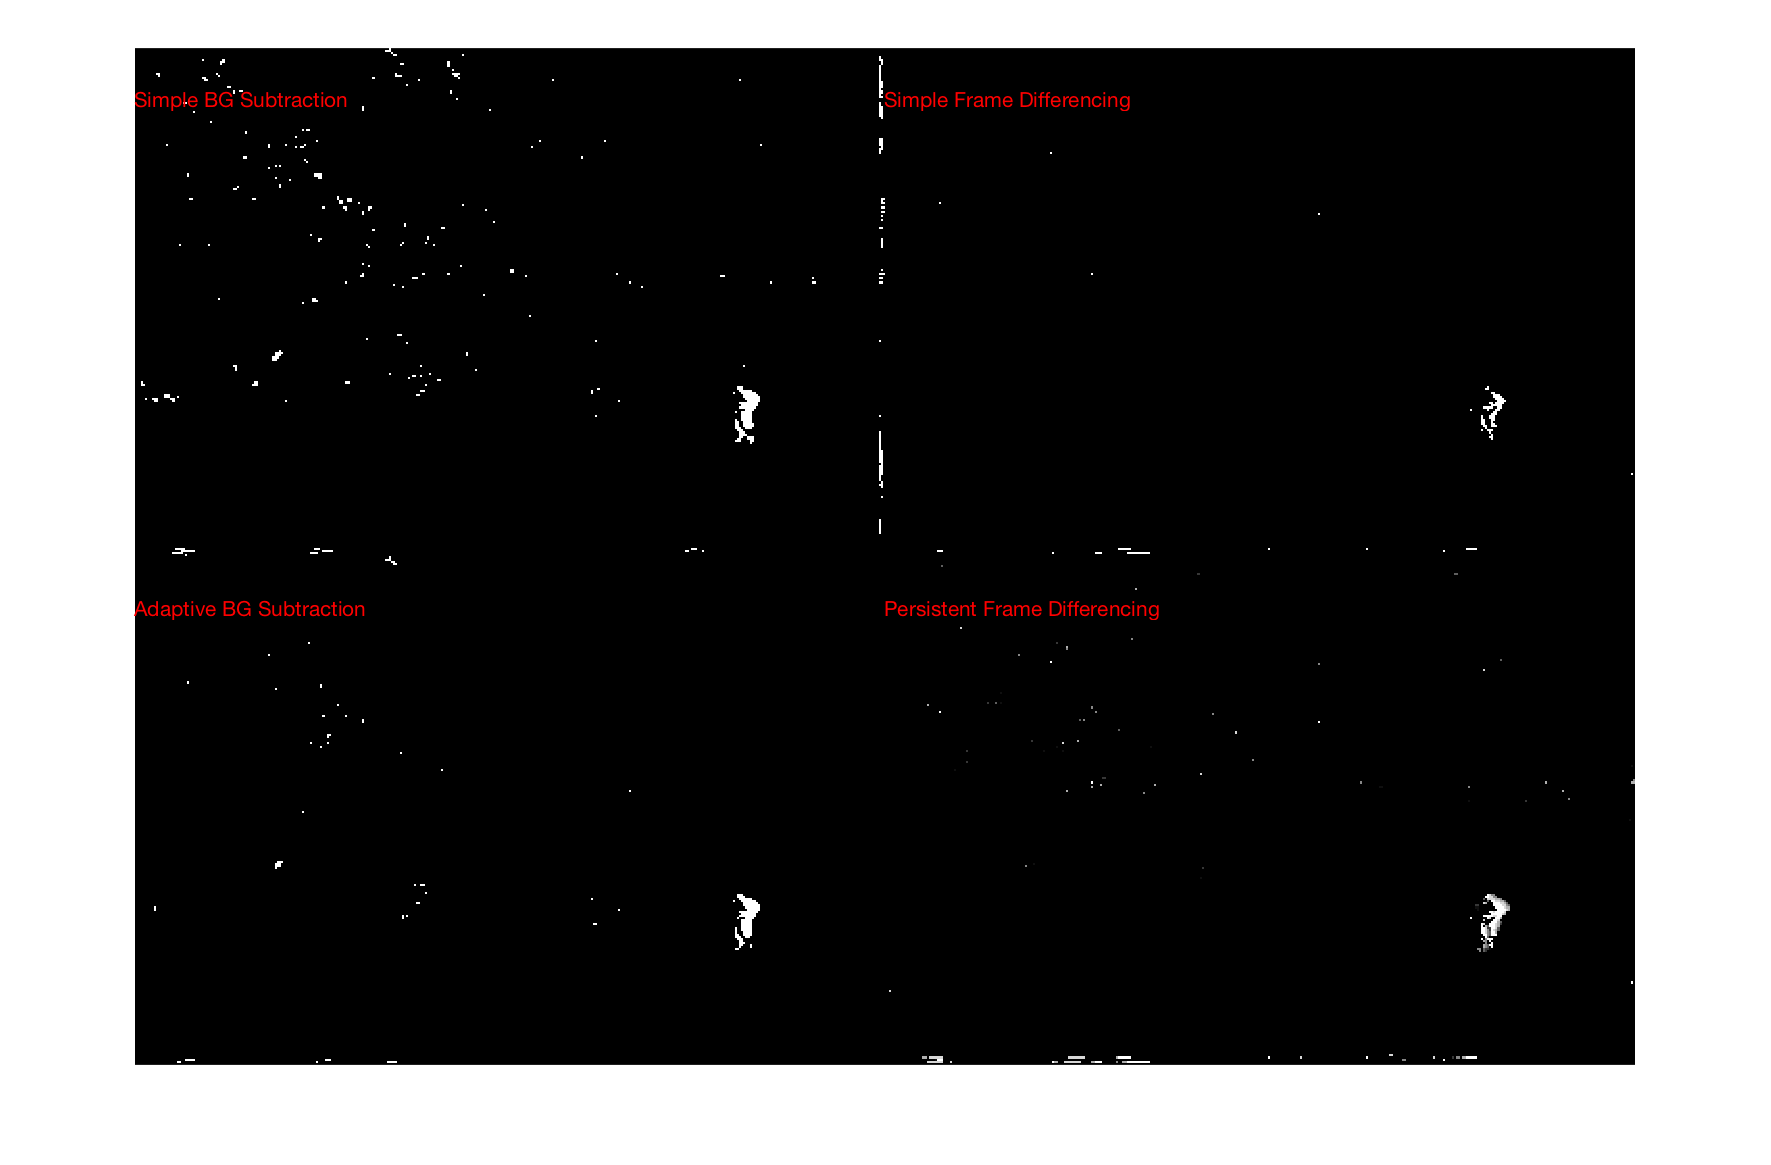 Simple BG Subtraction
Simple Frame Differencing
Adaptive BG Subtraction
Persistent Frame Differencing